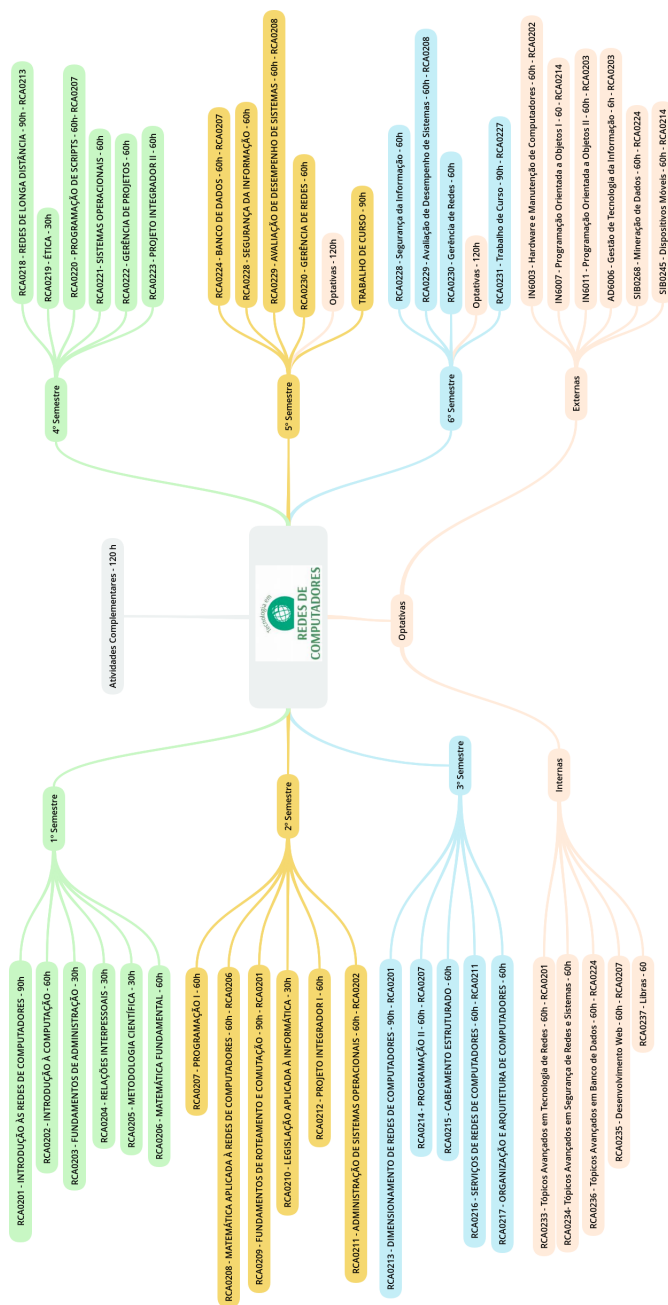 Tecnologia em
REDES DE
COMPUTADORES
Atividades Complementares - 120 h
1º Semestre
RCA0201 - INTRODUÇÃO ÀS REDES DE COMPUTADORES - 90h
RCA0202 - INTRODUÇÃO À COMPUTAÇÃO - 60h
RCA0203 - FUNDAMENTOS DE ADMINISTRAÇÃO - 30h
RCA0204 - RELAÇÕES INTERPESSOAIS - 30h
RCA0205 - METODOLOGIA CIENTÍFICA - 30h
RCA0206 - MATEMÁTICA FUNDAMENTAL - 60h
2º Semestre
RCA0207 - PROGRAMAÇÃO I - 60h
RCA0208 - MATEMÁTICA APLICADA À REDES DE COMPUTADORES - 60h - RCA0206
RCA0209 - FUNDAMENTOS DE ROTEAMENTO E COMUTAÇÃO - 90h - RCA0201
RCA0210 - LEGISLAÇÃO APLICADA À INFORMÁTICA - 30h
RCA0212 - PROJETO INTEGRADOR I - 60h
RCA0211 - ADMINISTRAÇÃO DE SISTEMAS OPERACIONAIS - 60h - RCA0202
3º Semestre
RCA0213 - DIMENSIONAMENTO DE REDES DE COMPUTADORES - 90h - RCA0201
RCA0214 - PROGRAMAÇÃO II - 60h - RCA0207
RCA0215 - CABEAMENTO ESTRUTURADO - 60h
RCA0216 - SERVIÇOS DE REDES DE COMPUTADORES - 60h - RCA0211
RCA0217 - ORGANIZAÇÃO E ARQUITETURA DE COMPUTADORES - 60h
4º Semestre
RCA0218 - REDES DE LONGA DISTÂNCIA - 90h - RCA0213
RCA0219 - ÉTICA - 30h
RCA0220 - PROGRAMAÇÃO DE SCRIPTS - 60h- RCA0207
RCA0221- SISTEMAS OPERACIONAIS - 60h
RCA0222 - GERÊNCIA DE PROJETOS - 60h
RCA0223 - PROJETO INTEGRADOR II - 60h
5º Semestre
RCA0224 - BANCO DE DADOS - 60h - RCA0207
RCA0228 - SEGURANÇA DA INFORMAÇÃO - 60h
RCA0229 - AVALIAÇÃO DE DESEMPENHO DE SISTEMAS - 60h - RCA0208
RCA0230 - GERÊNCIA DE REDES - 60h
Optativas - 120h
TRABALHO DE CURSO - 90h
6º Semestre
RCA0228 - Segurança da Informação - 60h
RCA0229 - Avaliação de Desempenho de Sistemas - 60h - RCA0208
RCA0230 - Gerência de Redes - 60h
Optativas - 120h
RCA0231 - Trabalho de Curso - 90h - RCA0227
Optativas
Externas
IN6003 - Hardware e Manutenção de Computadores - 60h - RCA0202
IN6007 - Programação Orientada a Objetos I - 60 - RCA0214
IN6011 - Programação Orientada a Objetos II - 60h - RCA0203
AD6006 - Gestão de Tecnologia da Informação - 6h - RCA0203
SIB0268 - Mineração de Dados - 60h - RCA0224
SIB0245 - Dispositivos Móveis - 60h - RCA0214
Internas
RCA0233 - Tópicos Avançados em Tecnologia de Redes - 60h - RCA0201
RCA0234- Tópicos Avançados em Segurança de Redes e Sistemas - 60h
RCA0236 - Tópicos Avançados em Banco de Dados - 60h - RCA0224
RCA0235 - Desenvolvimento Web - 60h - RCA0207
RCA0237 - Libras - 60